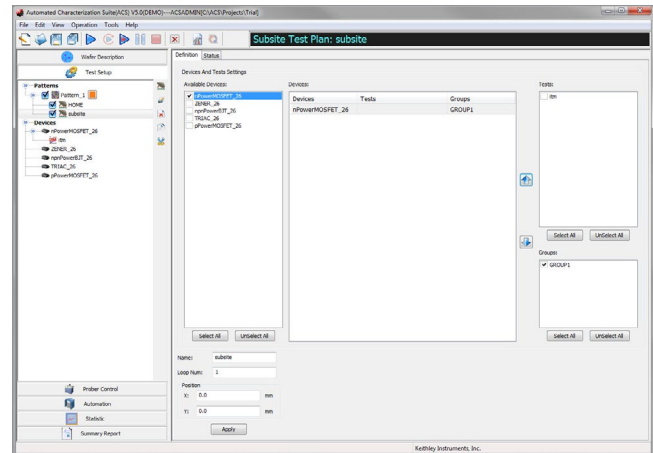 Automated Characterization Suite(ACS) V5.0(DEMO)---ACSADMIN[C:\ACS\Projects\Trial]
File Edit View Operation Tools Help
Subsite Test Plan: subsite
Wafer Description
Test Setup
Patterns
Pattern_1
HOME
subsite
Devices
nPowerMOSFET_26
itm
ZENER_26
npnPowerBJT_26
TRIAC_26
pPowerMOSFET_26
Prober Control
Automation
Statistic
Summary Report
Definition Status
Devices And Tests Settings
Available Devices:
nPowerMOSFET_26
ZENER_26
npnPowerBJT_26
TRIAC_26
pPowerMOSFET_26
Select All UnSelect All
Devices:
Devices Tests Groups
nPowerMOSFET_26 GROUP1
Tests:
itm
Select All UnSelect All
Groups:
GROUP1
Select All UnSelect All
Name: subsite
Loop Num: 1
Position
X: 0.0 mm
Y: 0.0 mm
Apply
Keithley Instruments, Inc.